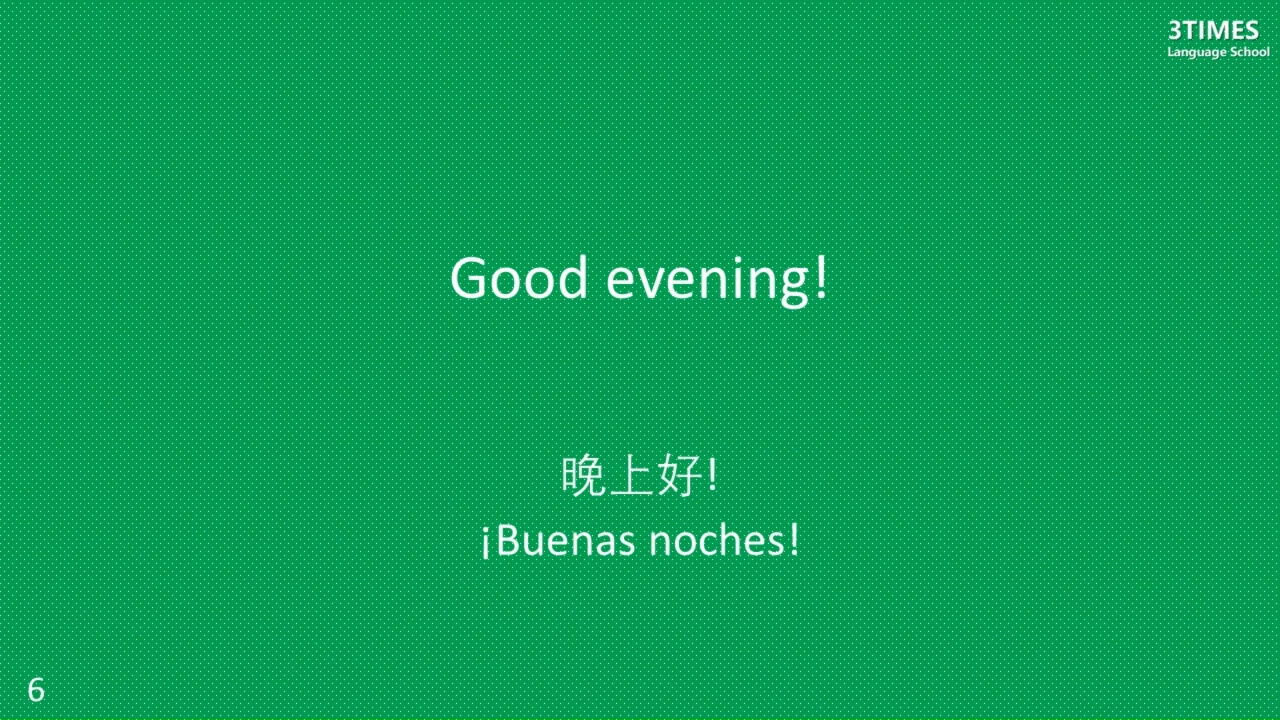 3TIMES
Language School
Good evening!
晚上好!
¡Buenas noches!
6